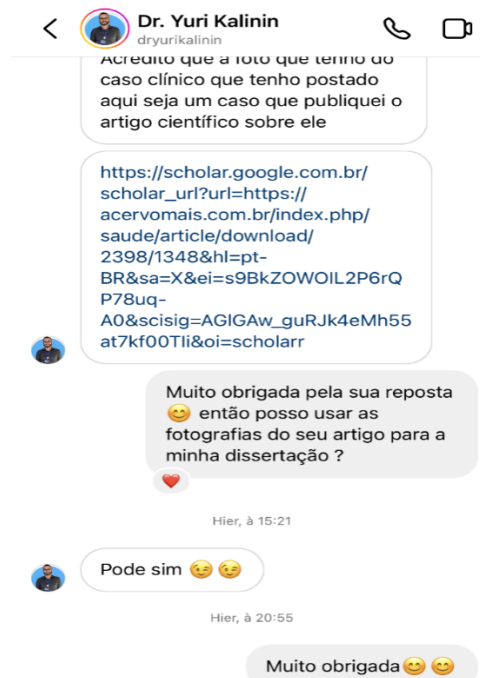 Dr. Yuri Kalinin
dryurikalinin
Acredito que a foto que tenho do
caso clínico que tenho postado
aqui seja um caso que publiquei o
artigo científico sobre ele
https://scholar.google.com.br/
scholar_url?url=https://
acervomais.com.br/index.php/
saude/article/download/
2398/1348&hl=pt-
BR&sa=X&ei=s9BkZOWOIL2P6rQ
P78uq-
A0&scisig=AGlGAw_guRJk4eMh55
at7kf00TIi&oi=scholarr
Muito obrigada pela sua reposta
😊 então posso usar as
fotografias do seu artigo para a
minha dissertação ?
Hier, à 15:21
Pode sim 😉 😉
Hier, à 20:55
Muito obrigada😊 😊